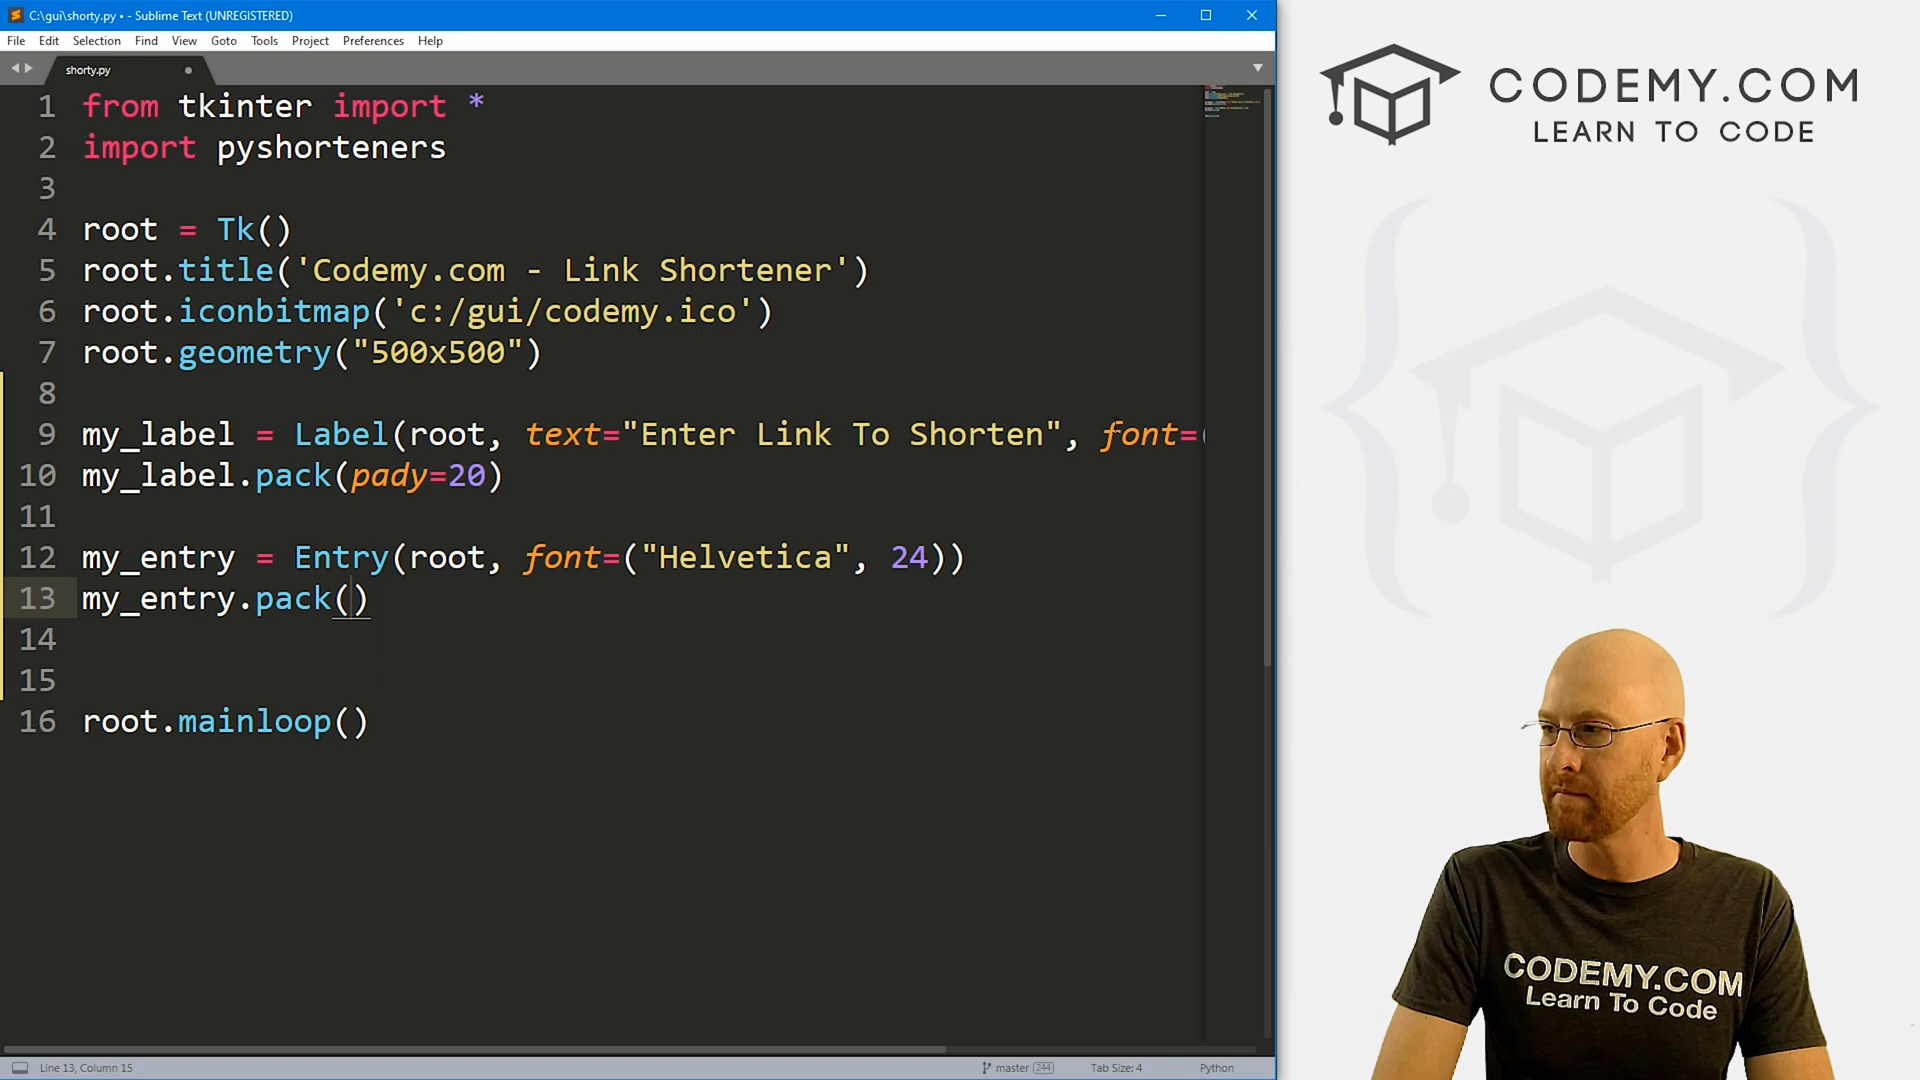 C:\gui\shorty.py • - Sublime Text (UNREGISTERED)
File Edit Selection Find View Goto Tools Project Preferences Help
shorty.py
1 from tkinter import *
2 import pyshorteners
3
4 root = Tk()
5 root.title('Codemy.com - Link Shortener')
6 root.iconbitmap('c:/gui/codemy.ico')
7 root.geometry("500x500")
8
9 my_label = Label(root, text="Enter Link To Shorten", font=(
10 my_label.pack(pady=20)
11
12 my_entry = Entry(root, font=("Helvetica", 24))
13 my_entry.pack()
14
15
16 root.mainloop()
Line 13, Column 15 master 244 Tab Size: 4 Python
CODEMY.COM
LEARN TO CODE
CODEMY.COM
Learn To Code